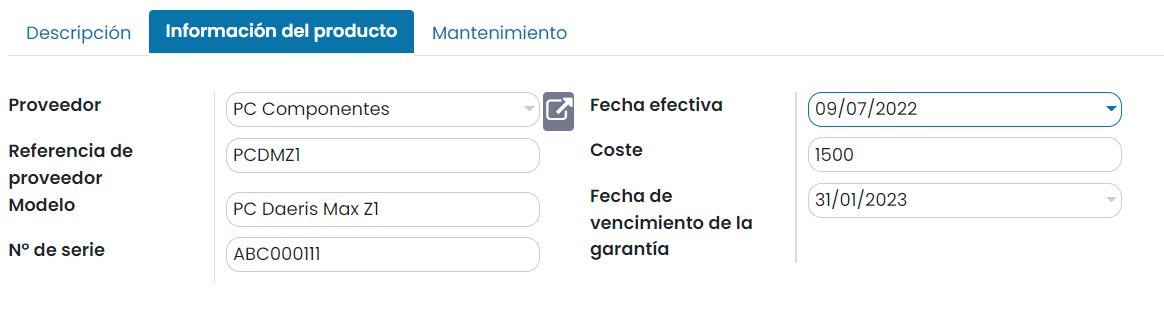 Descripción
Información del producto
Mantenimiento
Proveedor
PC Componentes
Referencia de
proveedor
PCDMZ1
Modelo
PC Daeris Max Z1
Nº de serie
ABC000111
Fecha efectiva
09/07/2022
Coste
1500
Fecha de
vencimiento de la
garantía
31/01/2023